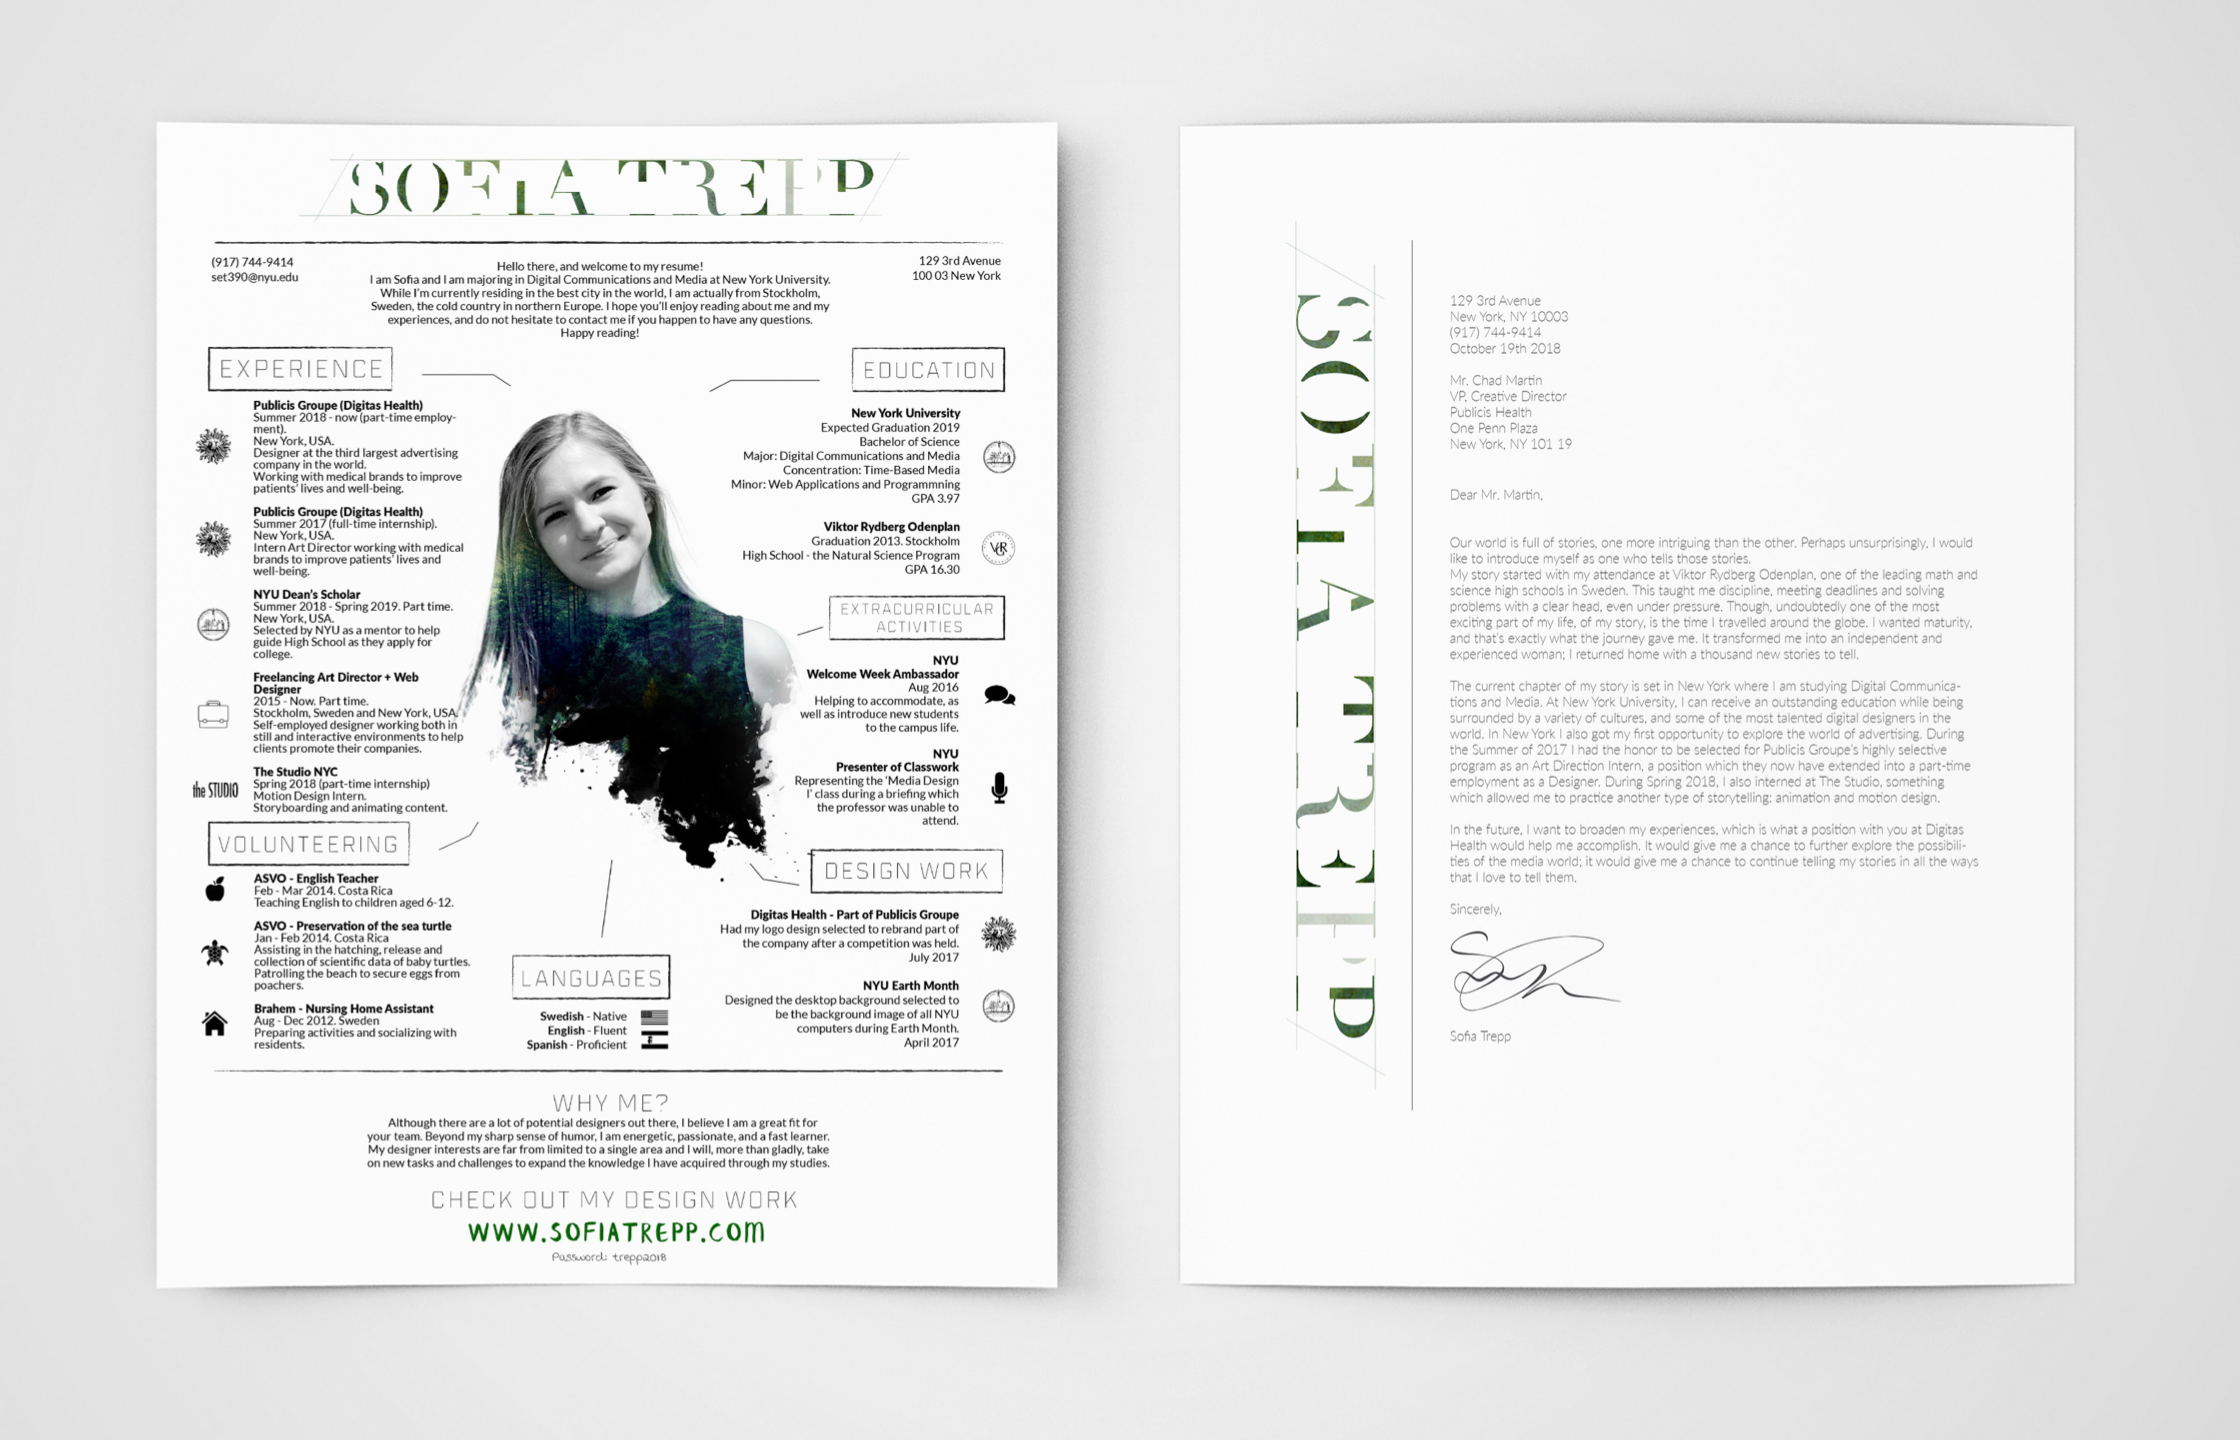 SOFIA TREPP
(917) 744-9414
set390@nyu.edu
Hello there, and welcome to my resume!
I am Sofia and I am majoring in Digital Communications and Media at New York University.
While I'm currently residing in the best city in the world, I am actually from Stockholm,
Sweden, the cold country in northern Europe. I hope you'll enjoy reading about me and my
experiences, and do not hesitate to contact me if you happen to have any questions.
Happy reading!
129 3rd Avenue
100 03 New York
EXPERIENCE
Publicis Groupe (Digitas Health)
Summer 2018 - now (part-time employ-
ment).
New York, USA.
Designer at the third largest advertising
company in the world.
Working with medical brands to improve
patients' lives and well-being.
Publicis Groupe (Digitas Health)
Summer 2017 (full-time internship).
New York, USA.
Intern Art Director working with medical
brands to improve patients' lives and
well-being.
NYU Dean's Scholar
Summer 2018 - Spring 2019. Part time.
New York, USA.
Selected by NYU as a mentor to help
guide High School as they apply for
college.
Freelancing Art Director + Web
Designer
2015 - Now. Part time.
Stockholm, Sweden and New York, USA.
Self-employed designer working both in
still and interactive environments to help
clients promote their companies.
the STUDIO
The Studio NYC
Spring 2018 (part-time internship)
Motion Design Intern.
Storyboarding and animating content.
VOLUNTEERING
ASVO - English Teacher
Feb - Mar 2014. Costa Rica
Teaching English to children aged 6-12.
ASVO - Preservation of the sea turtle
Jan - Feb 2014. Costa Rica
Assisting in the hatching, release and
collection of scientific data of baby turtles.
Patrolling the beach to secure eggs from
poachers.
Brahem - Nursing Home Assistant
Aug - Dec 2012. Sweden
Preparing activities and socializing with
residents.
LANGUAGES
Swedish - Native
English - Fluent
Spanish - Proficient
EDUCATION
New York University
Expected Graduation 2019
Bachelor of Science
Major: Digital Communications and Media
Concentration: Time-Based Media
Minor: Web Applications and Programmning
GPA 3.97
Viktor Rydberg Odenplan
Graduation 2013. Stockholm
High School - the Natural Science Program
GPA 16.30
EXTRACURRICULAR
ACTIVITIES
NYU
Welcome Week Ambassador
Aug 2016
Helping to accommodate, as
well as introduce new students
to the campus life.
NYU
Presenter of Classwork
Representing the 'Media Design
I' class during a briefing which
the professor was unable to
attend.
DESIGN WORK
Digitas Health - Part of Publicis Groupe
Had my logo design selected to rebrand part of
the company after a competition was held.
July 2017
NYU Earth Month
Designed the desktop background selected to
be the background image of all NYU
computers during Earth Month.
April 2017
WHY ME?
Although there are a lot of potential designers out there, I believe I am a great fit for
your team. Beyond my sharp sense of humor, I am energetic, passionate, and a fast learner.
My designer interests are far from limited to a single area and I will, more than gladly, take
on new tasks and challenges to expand the knowledge I have acquired through my studies.
CHECK OUT MY DESIGN WORK
WWW.SOFIATREPP.COM
Password: trepp2018
SOFIA TREPP
129 3rd Avenue
New York, NY 10003
(917) 744-9414
October 19th 2018
Mr. Chad Martin
VP, Creative Director
Publicis Health
One Penn Plaza
New York, NY 101 19
Dear Mr. Martin,
Our world is full of stories, one more intriguing than the other. Perhaps unsurprisingly, I would
like to introduce myself as one who tells those stories.
My story started with my attendance at Viktor Rydberg Odenplan, one of the leading math and
science high schools in Sweden. This taught me discipline, meeting deadlines and solving
problems with a clear head, even under pressure. Though, undoubtedly one of the most
exciting part of my life, of my story, is the time I travelled around the globe. I wanted maturity,
and that's exactly what the journey gave me. It transformed me into an independent and
experienced woman; I returned home with a thousand new stories to tell.
The current chapter of my story is set in New York where I am studying Digital Communica-
tions and Media. At New York University, I can receive an outstanding education while being
surrounded by a variety of cultures, and some of the most talented digital designers in the
world. In New York I also got my first opportunity to explore the world of advertising. During
the Summer of 2017 I had the honor to be selected for Publicis Groupe's highly selective
program as an Art Direction Intern, a position which they now have extended into a part-time
employment as a Designer. During Spring 2018, I also interned at The Studio, something
which allowed me to practice another type of storytelling: animation and motion design.
In the future, I want to broaden my experiences, which is what a position with you at Digitas
Health would help me accomplish. It would give me a chance to further explore the possibili-
ties of the media world; it would give me a chance to continue telling my stories in all the ways
that I love to tell them.
Sincerely,
Sofia Trepp